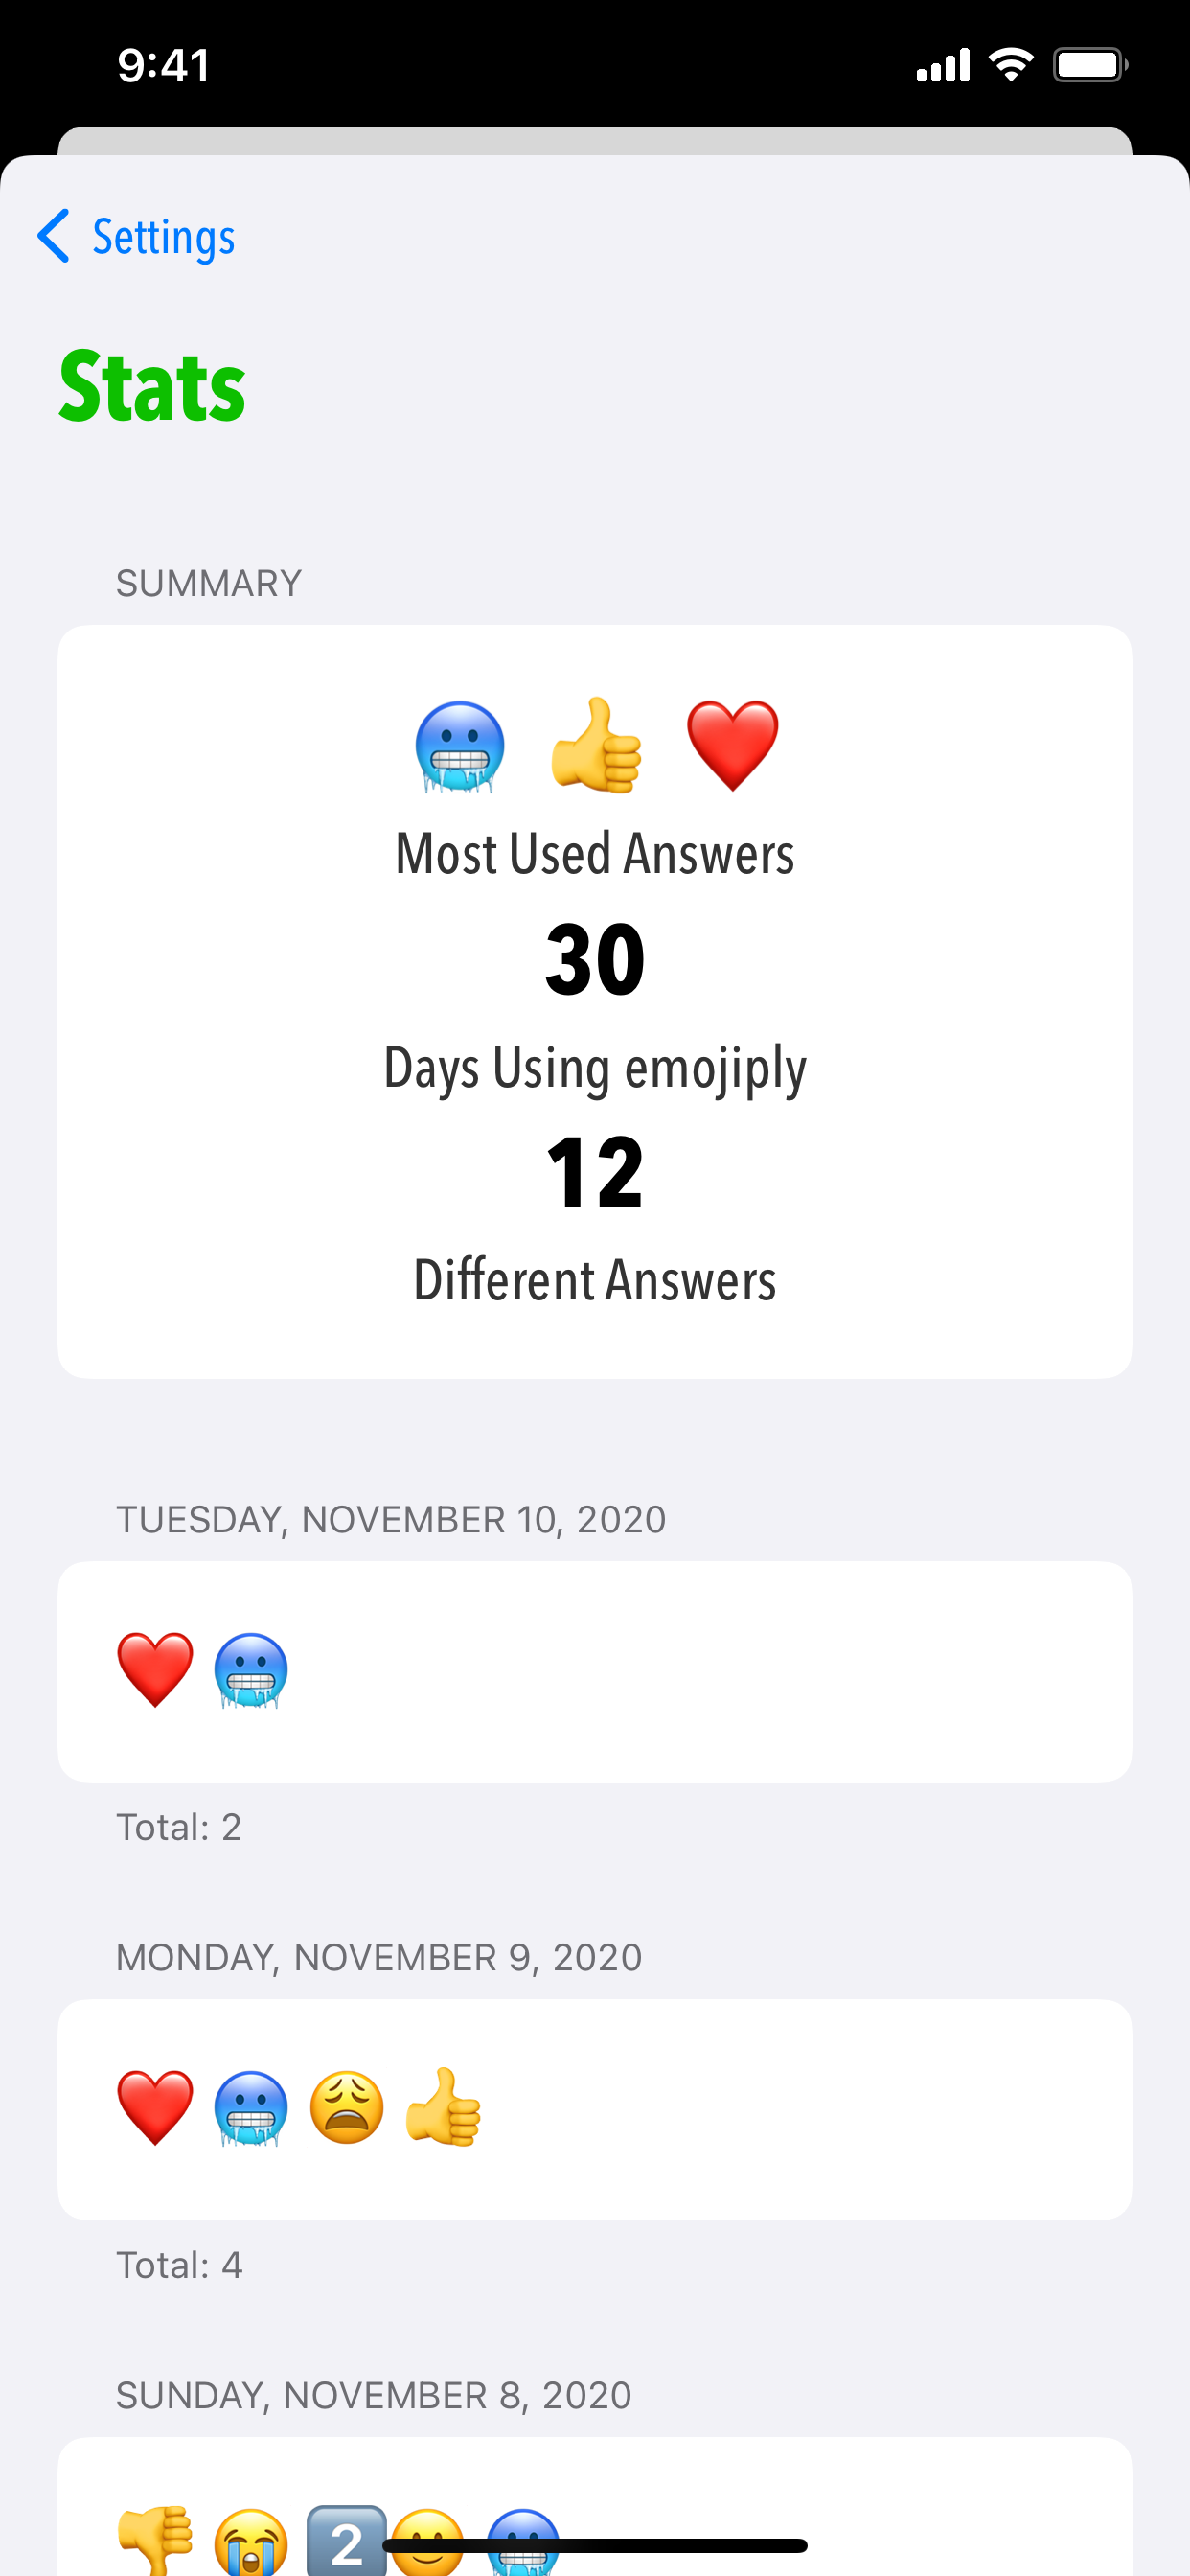 9:41
Settings
Stats
SUMMARY
🥶 👍 ❤️
Most Used Answers
30
Days Using emojiply
12
Different Answers
TUESDAY, NOVEMBER 10, 2020
❤️ 🥶
Total: 2
MONDAY, NOVEMBER 9, 2020
❤️ 🥶 😩 👍
Total: 4
SUNDAY, NOVEMBER 8, 2020
👎 😭 2️⃣ 🙂 🥶